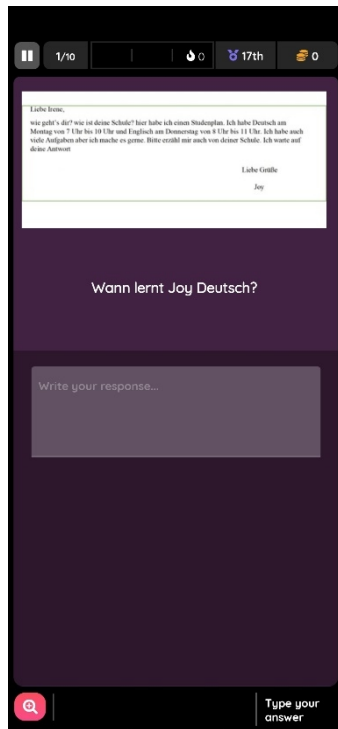 1/10
0
17th
0
Liebe Irene,
wie geht's dir? wie ist deine Schule? hier habe ich einen Studenplan. Ich habe Deutsch am
Montag von 7 Uhr bis 10 Uhr und Englisch am Donnerstag von 8 Uhr bis 11 Uhr. Ich habe auch
viele Aufgaben aber ich mache es gerne. Bitte erzähl mir auch von deiner Schule. Ich warte auf
deine Antwort
Liebe Grüße
Joy
Wann lernt Joy Deutsch?
Write your response...
Type your
answer